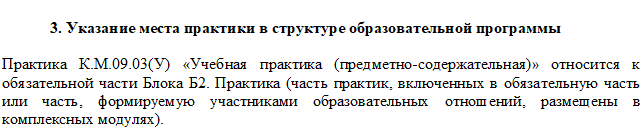 3. Указание места практики в структуре образовательной программы
Практика К.М.09.03(У) «Учебная практика (предметно-содержательная)» относится к
обязательной части Блока Б2. Практика (часть практик, включенных в обязательную часть
или часть, формируемую участниками образовательных отношений, размещены в
комплексных модулях).